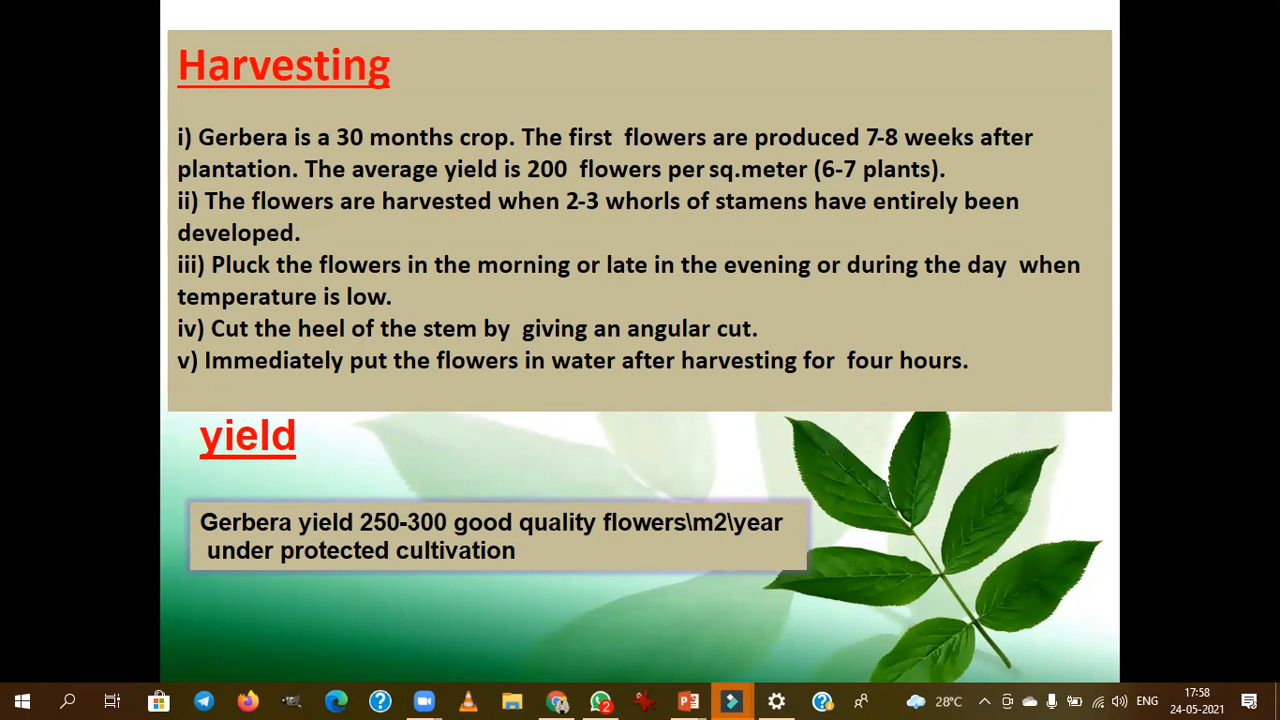 Harvesting
i) Gerbera is a 30 months crop. The first flowers are produced 7-8 weeks after
plantation. The average yield is 200 flowers per sq.meter (6-7 plants).
ii) The flowers are harvested when 2-3 whorls of stamens have entirely been
developed.
iii) Pluck the flowers in the morning or late in the evening or during the day when
temperature is low.
iv) Cut the heel of the stem by giving an angular cut.
v) Immediately put the flowers in water after harvesting for four hours.
yield
Gerbera yield 250-300 good quality flowers\m2\year
under protected cultivation
2
28°C
ENG
17:58
24-05-2021